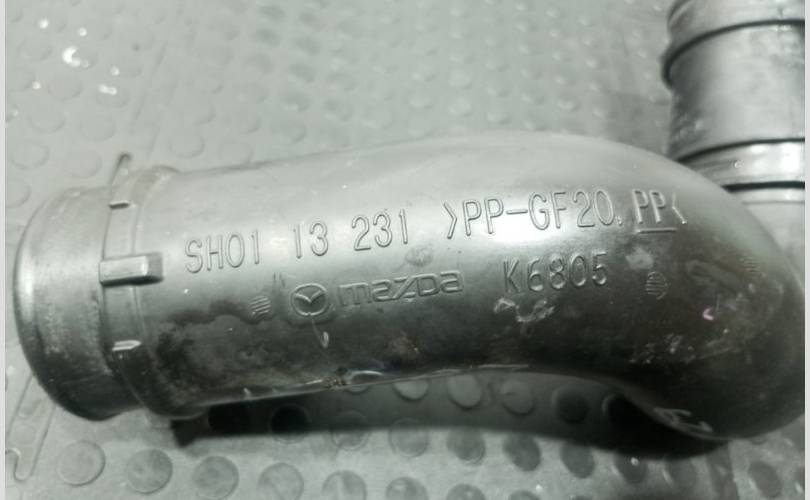 SH01 13 231 >PP-GF20, PP<
mazda K6805